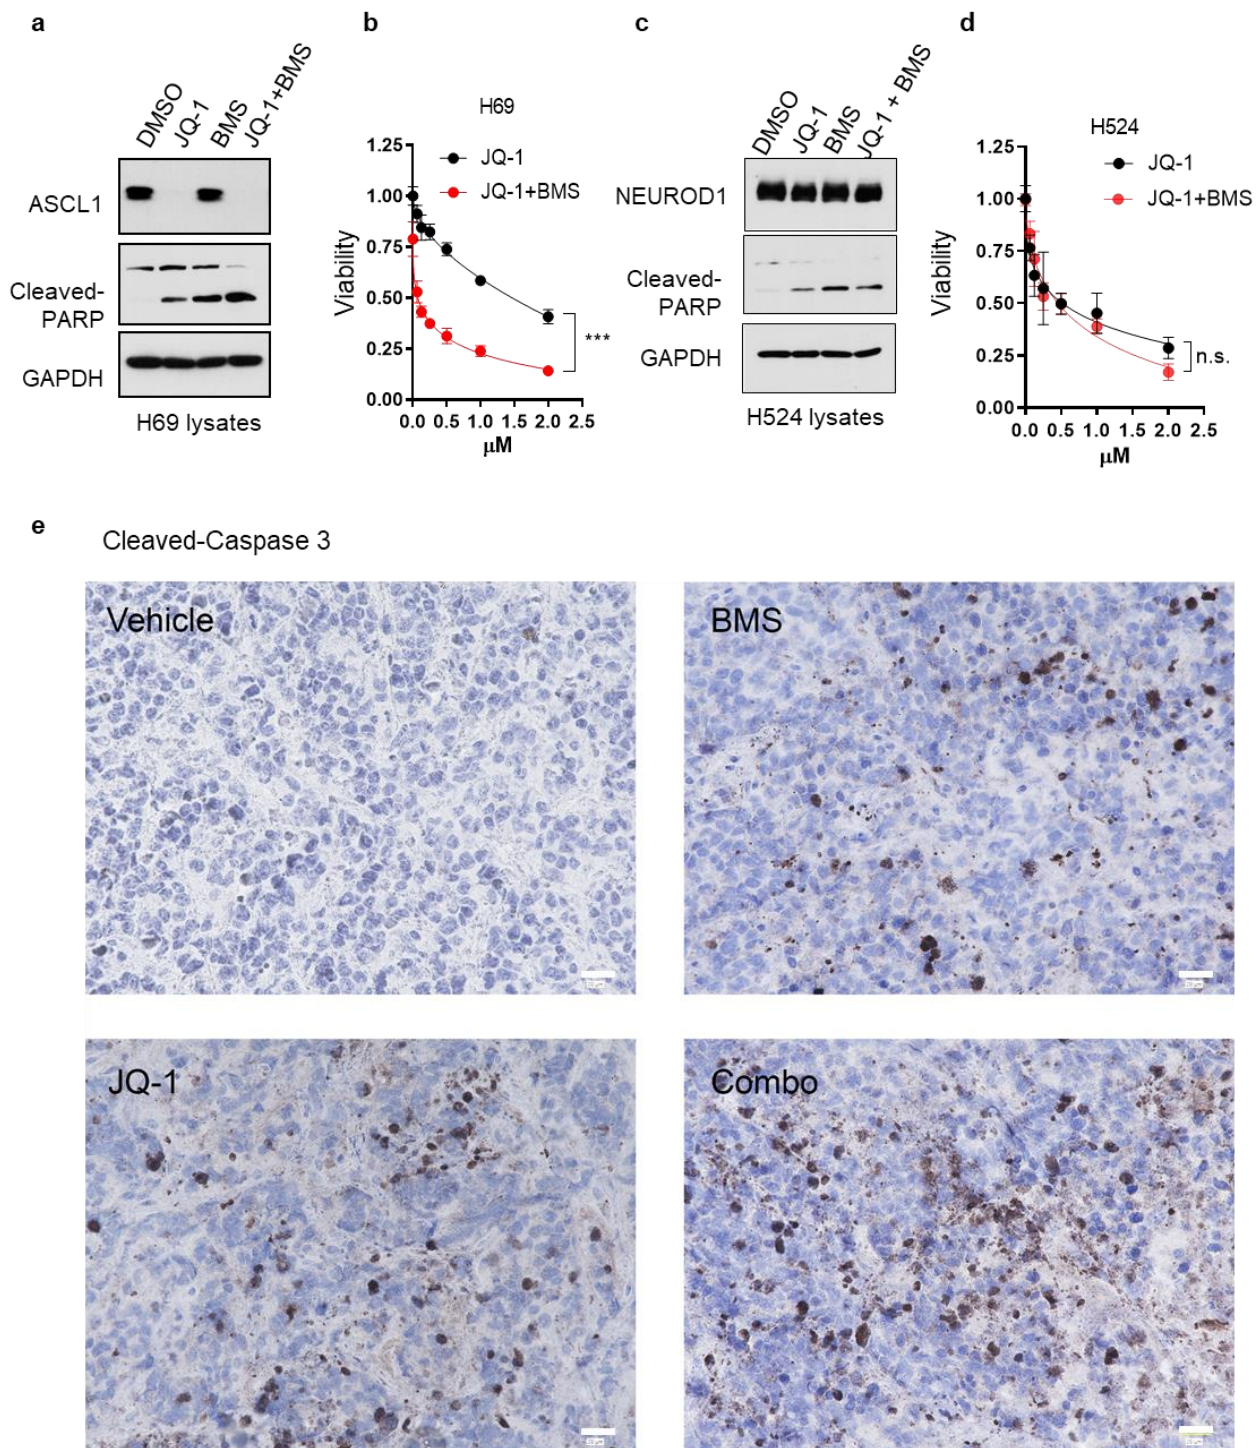 a
DMSO
JQ-1
BMS
JQ-1+BMS
ASCL1
Cleaved-
PARP
GAPDH
H69 lysates
b
H69
1.25
1.00
0.75
0.50
0.25
0.00
Viability
JQ-1
JQ-1+BMS
***
0.0 0.5 1.0 1.5 2.0 2.5
μM
c
DMSO
JQ-1
BMS
JQ-1 + BMS
NEUROD1
Cleaved-
PARP
GAPDH
H524 lysates
d
H524
1.25
1.00
0.75
0.50
0.25
0.00
Viability
JQ-1
JQ-1+BMS
n.s.
0.0 0.5 1.0 1.5 2.0 2.5
μM
e
Cleaved-Caspase 3
Vehicle
BMS
JQ-1
Combo